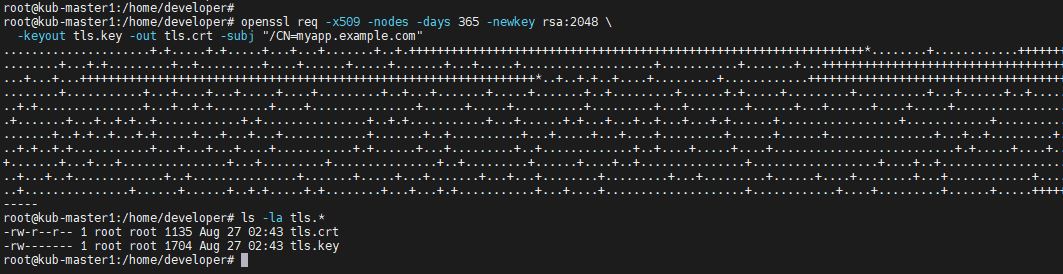 root@kub-master1:/home/developer#
root@kub-master1:/home/developer# openssl req -x509 -nodes -days 365 -newkey rsa:2048 \
  -keyout tls.key -out tls.crt -subj "/CN=myapp.example.com"
-----
root@kub-master1:/home/developer# ls -la tls.*
-rw-r--r-- 1 root root 1135 Aug 27 02:43 tls.crt
-rw------- 1 root root 1704 Aug 27 02:43 tls.key
root@kub-master1:/home/developer#